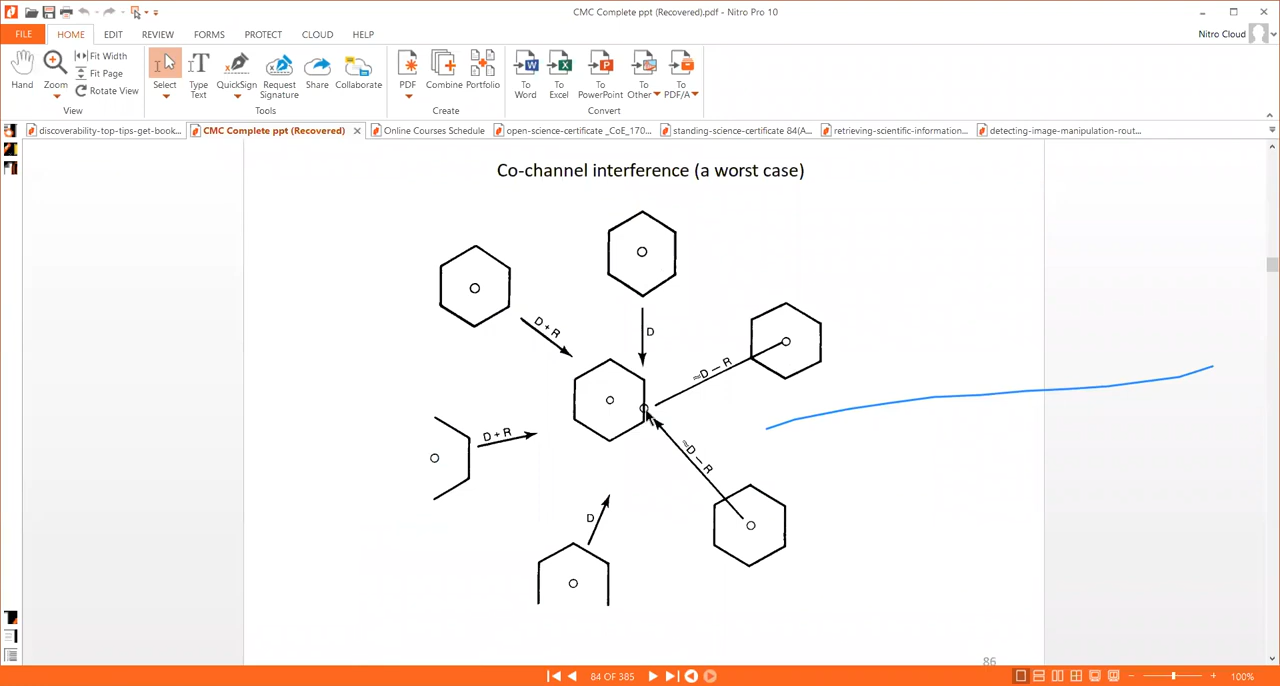 CMC Complete ppt (Recovered).pdf - Nitro Pro 10
FILE HOME EDIT REVIEW FORMS PROTECT CLOUD HELP Nitro Cloud
Hand Zoom Fit Width Fit Page Rotate View View
Select Type Text QuickSign Request Signature Share Collaborate Tools
PDF Combine Portfolio Create
To Word To Excel To PowerPoint To Other To PDF/A Convert
discoverability-top-tips-get-book... CMC Complete ppt (Recovered) Online Courses Schedule open-science-certificate _CoE_170... standing-science-certificate 84(A... retrieving-scientific-information... detecting-image-manipulation-rout...
Co-channel interference (a worst case)
D + R
D
≈D − R
D + R
≈D − R
D
86
84 OF 385 100%